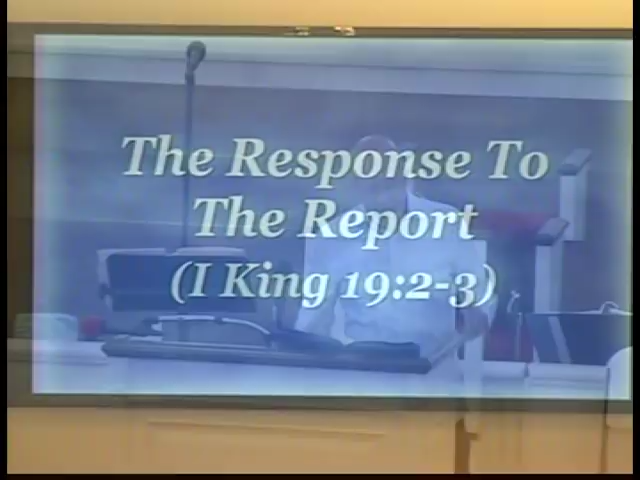 The Response To
The Report
(I King 19:2-3)